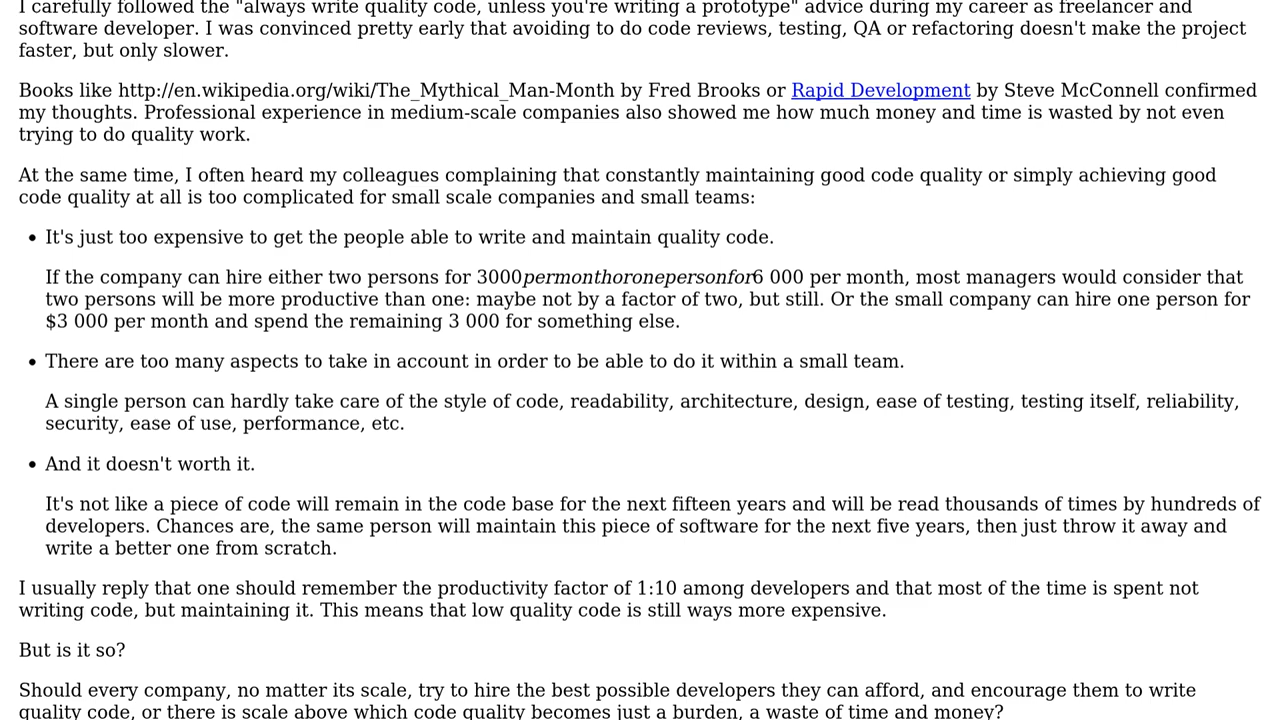 I carefully followed the "always write quality code, unless you're writing a prototype" advice during my career as freelancer and
software developer. I was convinced pretty early that avoiding to do code reviews, testing, QA or refactoring doesn't make the project
faster, but only slower.
Books like http://en.wikipedia.org/wiki/The_Mythical_Man-Month by Fred Brooks or Rapid Development by Steve McConnell confirmed
my thoughts. Professional experience in medium-scale companies also showed me how much money and time is wasted by not even
trying to do quality work.
At the same time, I often heard my colleagues complaining that constantly maintaining good code quality or simply achieving good
code quality at all is too complicated for small scale companies and small teams:
• It's just too expensive to get the people able to write and maintain quality code.
If the company can hire either two persons for 3000permonthoronepersonfor6 000 per month, most managers would consider that
two persons will be more productive than one: maybe not by a factor of two, but still. Or the small company can hire one person for
$3 000 per month and spend the remaining 3 000 for something else.
• There are too many aspects to take in account in order to be able to do it within a small team.
A single person can hardly take care of the style of code, readability, architecture, design, ease of testing, testing itself, reliability,
security, ease of use, performance, etc.
• And it doesn't worth it.
It's not like a piece of code will remain in the code base for the next fifteen years and will be read thousands of times by hundreds of
developers. Chances are, the same person will maintain this piece of software for the next five years, then just throw it away and
write a better one from scratch.
I usually reply that one should remember the productivity factor of 1:10 among developers and that most of the time is spent not
writing code, but maintaining it. This means that low quality code is still ways more expensive.
But is it so?
Should every company, no matter its scale, try to hire the best possible developers they can afford, and encourage them to write
quality code, or there is scale above which code quality becomes just a burden, a waste of time and money?